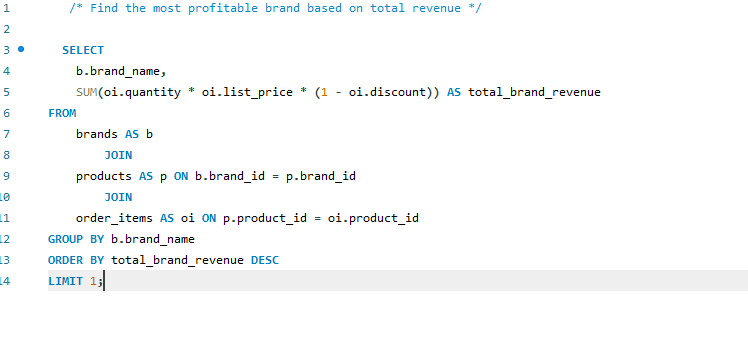 1 /* Find the most profitable brand based on total revenue */
2
3 SELECT
4 b.brand_name,
5 SUM(oi.quantity * oi.list_price * (1 - oi.discount)) AS total_brand_revenue
6 FROM
7 brands AS b
8 JOIN
9 products AS p ON b.brand_id = p.brand_id
10 JOIN
11 order_items AS oi ON p.product_id = oi.product_id
12 GROUP BY b.brand_name
13 ORDER BY total_brand_revenue DESC
14 LIMIT 1;